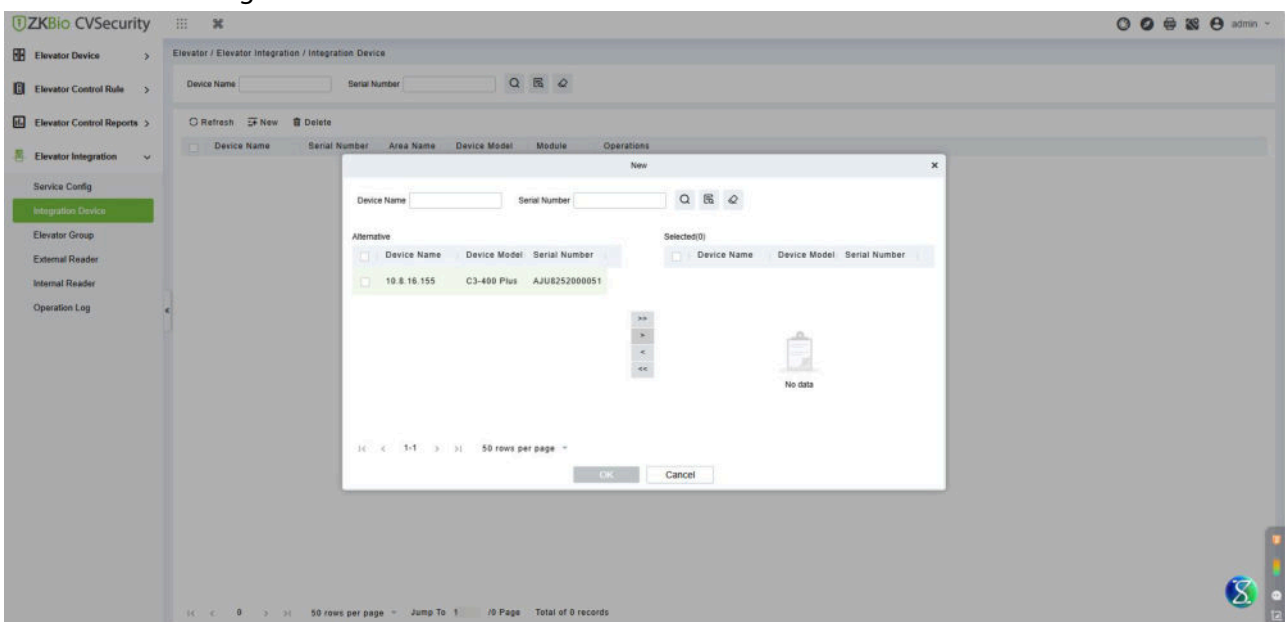 ZKBio CVSecurity
admin
Elevator Device >
Elevator Control Rule >
Elevator Control Reports >
Elevator Integration
Service Config
Integration Device
Elevator Group
External Reader
Internal Reader
Operation Log
Elevator / Elevator Integration / Integration Device
Device Name Serial Number
Refresh New Delete
Device Name Serial Number Area Name Device Model Module Operations
New ×
Device Name Serial Number
Alternative
Device Name Device Model Serial Number
10.8.16.155 C3-400 Plus AJU8252000051
>>
>
<
<<
Selected(0)
Device Name Device Model Serial Number
No data
|< < 1-1 > >| 50 rows per page
OK Cancel
|< < 0 > >| 50 rows per page Jump To 1 /0 Page Total of 0 records